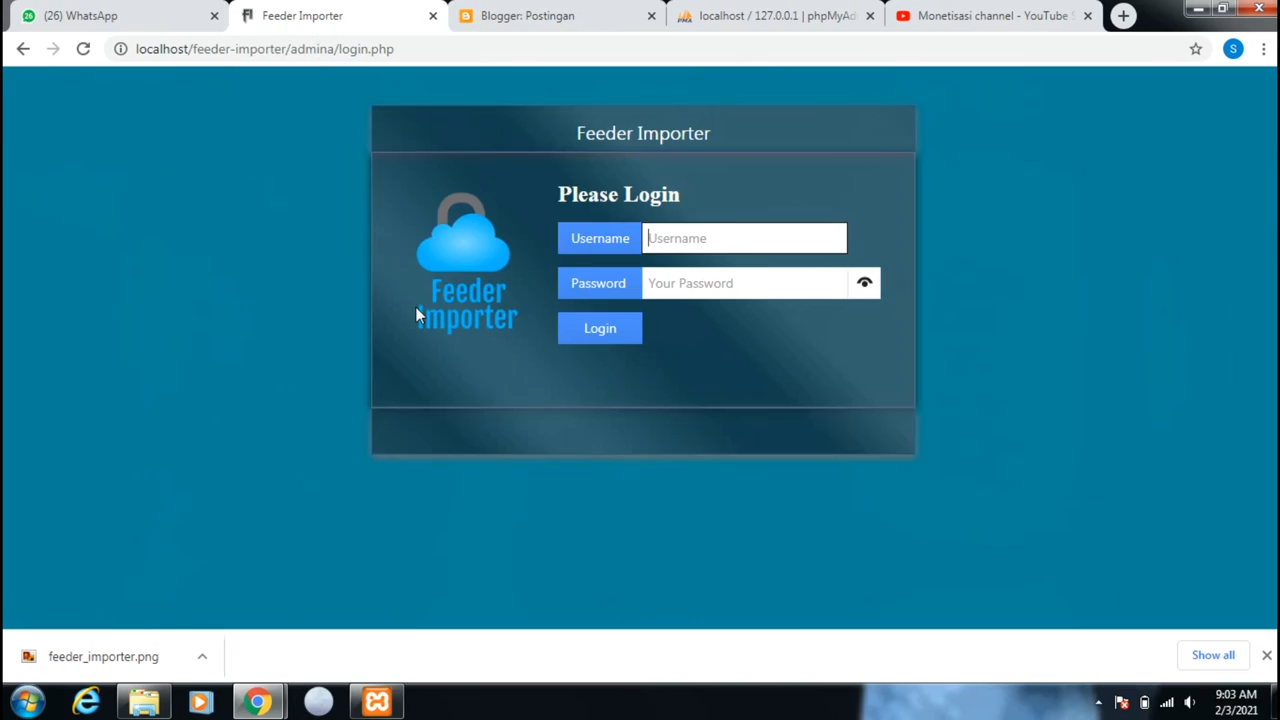 (26) WhatsApp
Feeder Importer
Blogger: Postingan
localhost / 127.0.0.1 | phpMyAd
Monetisasi channel - YouTube S
localhost/feeder-importer/admina/login.php
S
Feeder Importer
Please Login
Username
Username
Password
Your Password
Login
Feeder
Importer
feeder_importer.png
Show all
9:03 AM
2/3/2021